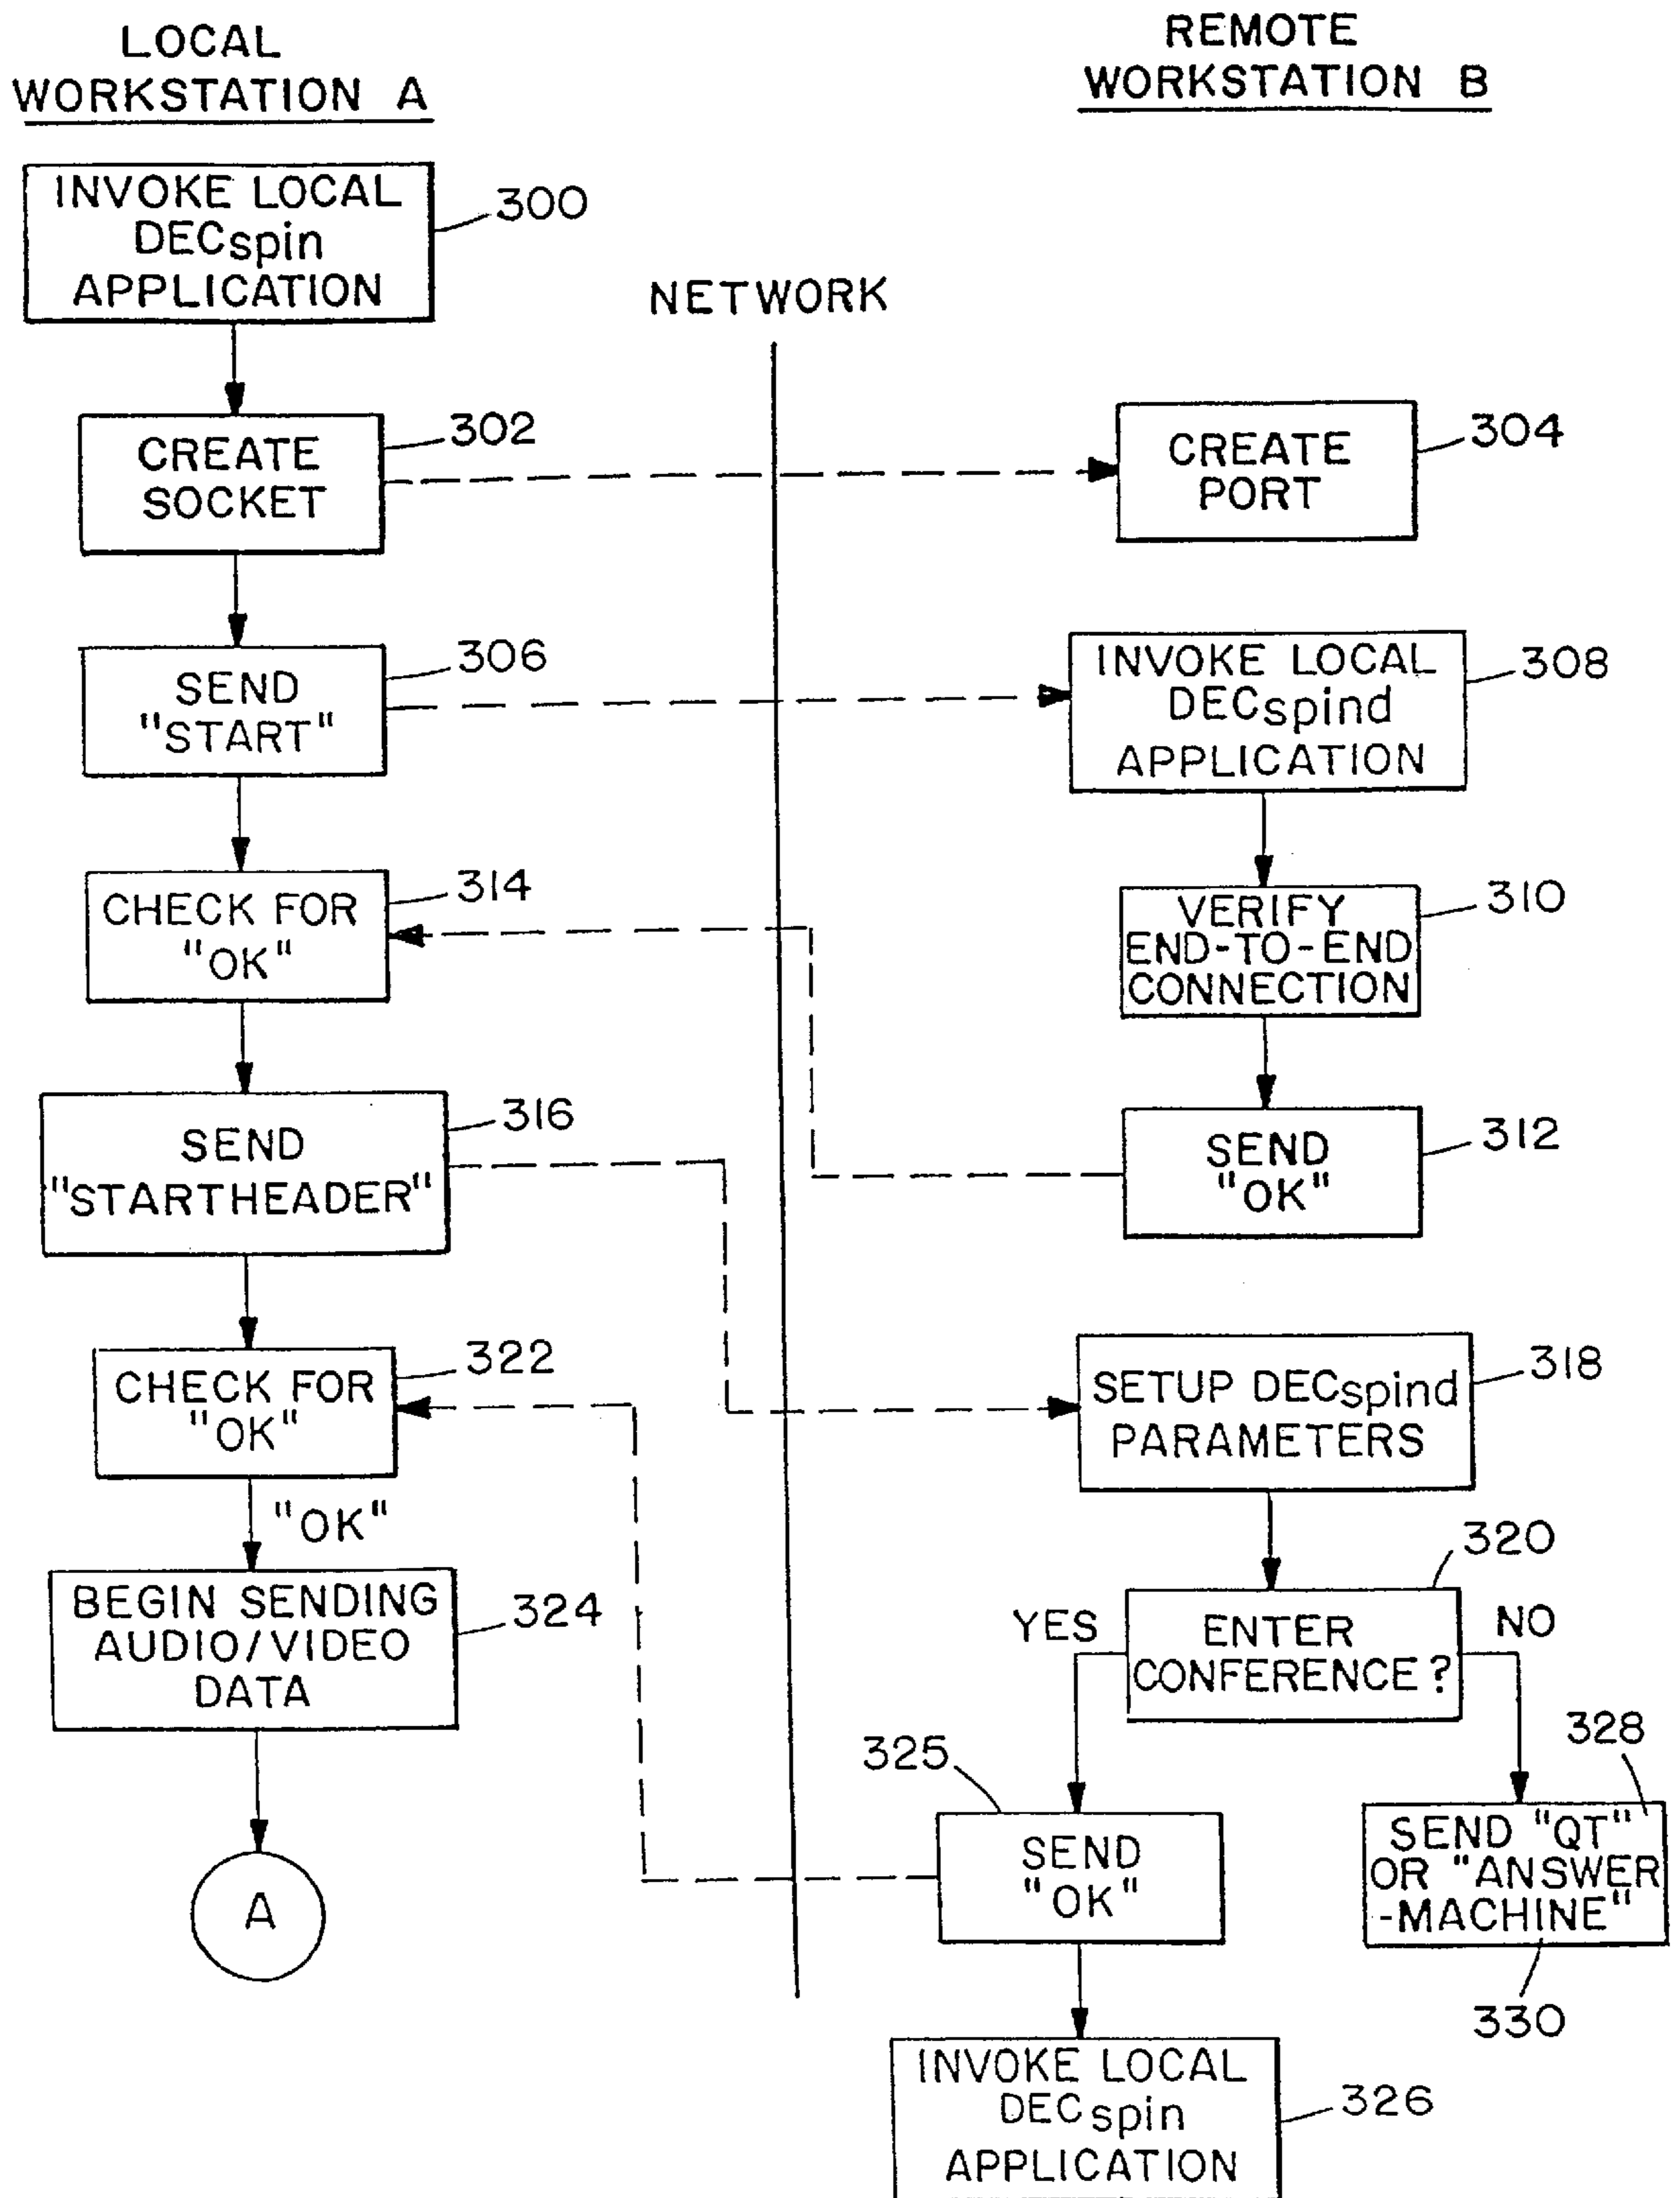 LOCAL
WORKSTATION A
REMOTE
WORKSTATION B
INVOKE LOCAL
DECspin
APPLICATION
300
NETWORK
CREATE
SOCKET
302
CREATE
PORT
304
SEND
"START"
306
INVOKE LOCAL
DECspind
APPLICATION
308
CHECK FOR
"OK"
314
VERIFY
END-TO-END
CONNECTION
310
SEND
"STARTHEADER"
316
SEND
"OK"
312
CHECK FOR
"OK"
322
SETUP DECspind
PARAMETERS
318
"OK"
BEGIN SENDING
AUDIO/VIDEO
DATA
324
320
YES
ENTER
CONFERENCE?
NO
325
SEND
"OK"
328
SEND "QT"
OR "ANSWER
-MACHINE"
330
A
INVOKE LOCAL
DECspin
APPLICATION
326